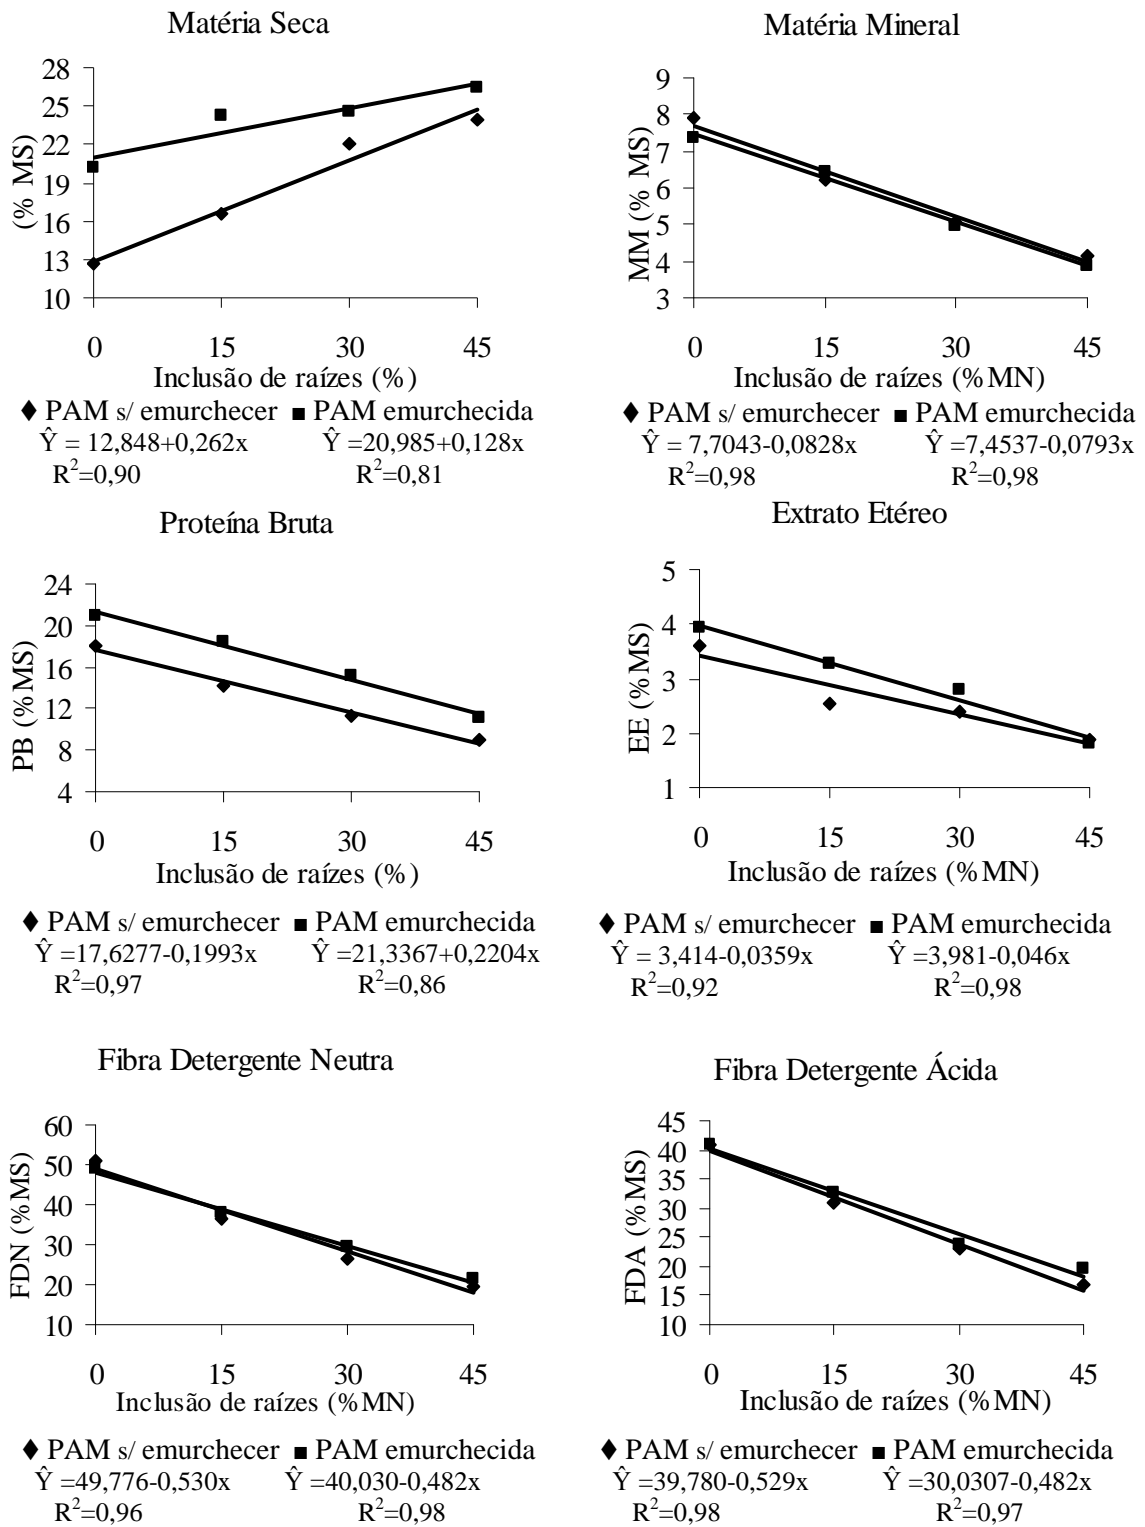 Matéria Seca
(% MS)
28
25
22
19
16
13
10
0 15 30 45
Inclusão de raízes (%)
♦ PAM s/ emurchecer ■ PAM emurchecida
Ŷ = 12,848+0,262x Ŷ =20,985+0,128x
R²=0,90 R²=0,81
Matéria Mineral
MM (% MS)
9
8
7
6
5
4
3
0 15 30 45
Inclusão de raízes (%MN)
♦ PAM s/ emurchecer ■ PAM emurchecida
Ŷ = 7,7043-0,0828x Ŷ =7,4537-0,0793x
R²=0,98 R²=0,98
Proteína Bruta
PB (%MS)
24
20
16
12
8
4
0 15 30 45
Inclusão de raízes (%)
♦ PAM s/ emurchecer ■ PAM emurchecida
Ŷ =17,6277-0,1993x Ŷ =21,3367+0,2204x
R²=0,97 R²=0,86
Extrato Etéreo
EE (%MS)
5
4
3
2
1
0 15 30 45
Inclusão de raízes (%MN)
♦ PAM s/ emurchecer ■ PAM emurchecida
Ŷ = 3,414-0,0359x Ŷ =3,981-0,046x
R²=0,92 R²=0,98
Fibra Detergente Neutra
FDN (%MS)
60
50
40
30
20
10
0 15 30 45
Inclusão de raízes (%MN)
♦ PAM s/ emurchecer ■ PAM emurchecida
Ŷ =49,776-0,530x Ŷ =40,030-0,482x
R²=0,96 R²=0,98
Fibra Detergente Ácida
FDA (%MS)
45
40
35
30
25
20
15
10
0 15 30 45
Inclusão de raízes (%MN)
♦ PAM s/ emurchecer ■ PAM emurchecida
Ŷ =39,780-0,529x Ŷ =30,0307-0,482x
R²=0,98 R²=0,97